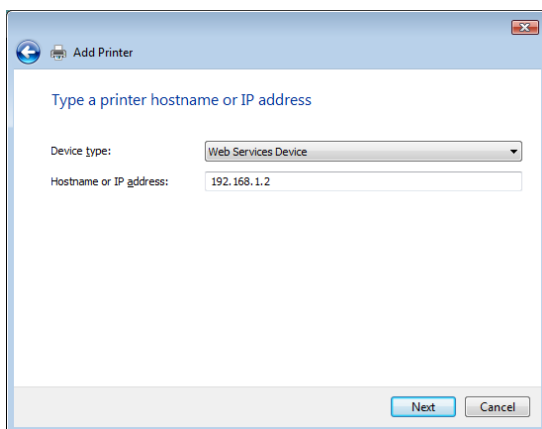 Add Printer
Type a printer hostname or IP address
Device type: Web Services Device
Hostname or IP address: 192.168.1.2
Next Cancel